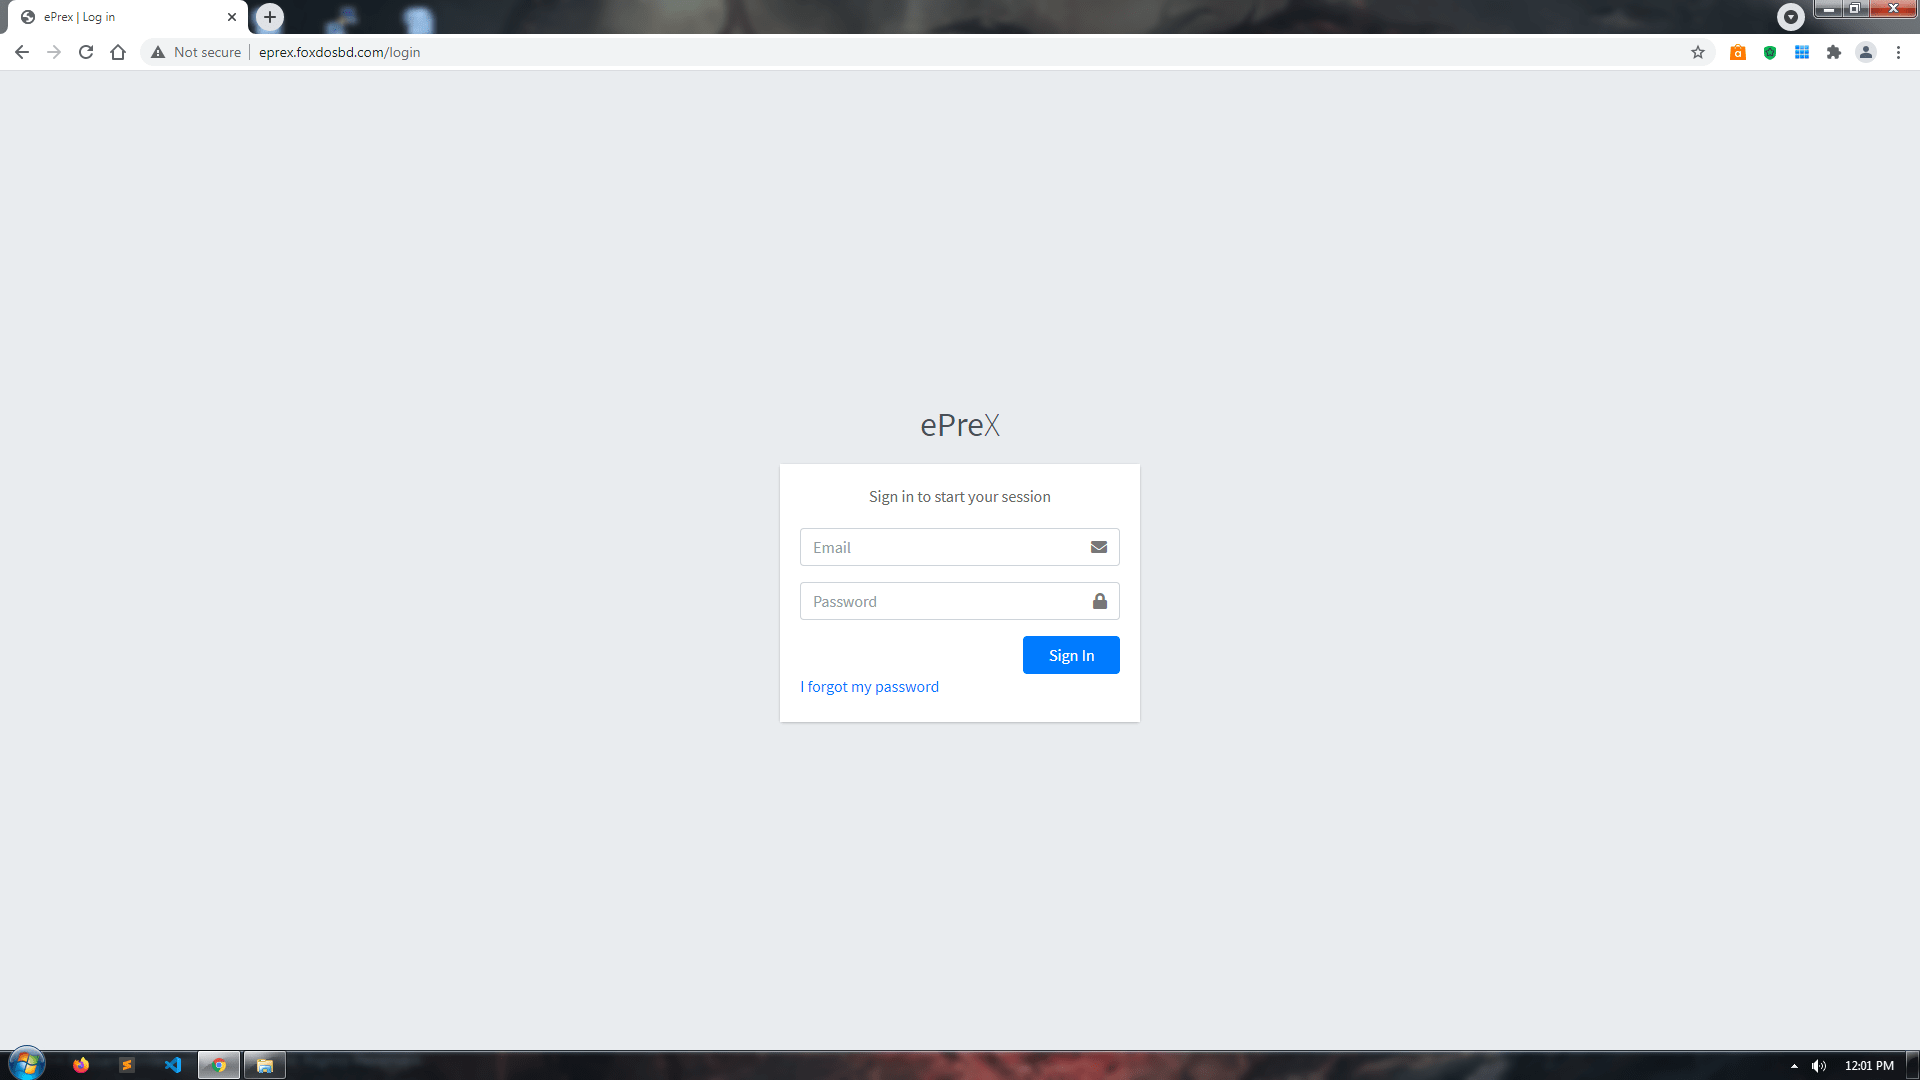 ePrex | Log in
Not secure
eprex.foxdosbd.com/login
ePreX
Sign in to start your session
Email
Password
Sign In
I forgot my password
12:01 PM